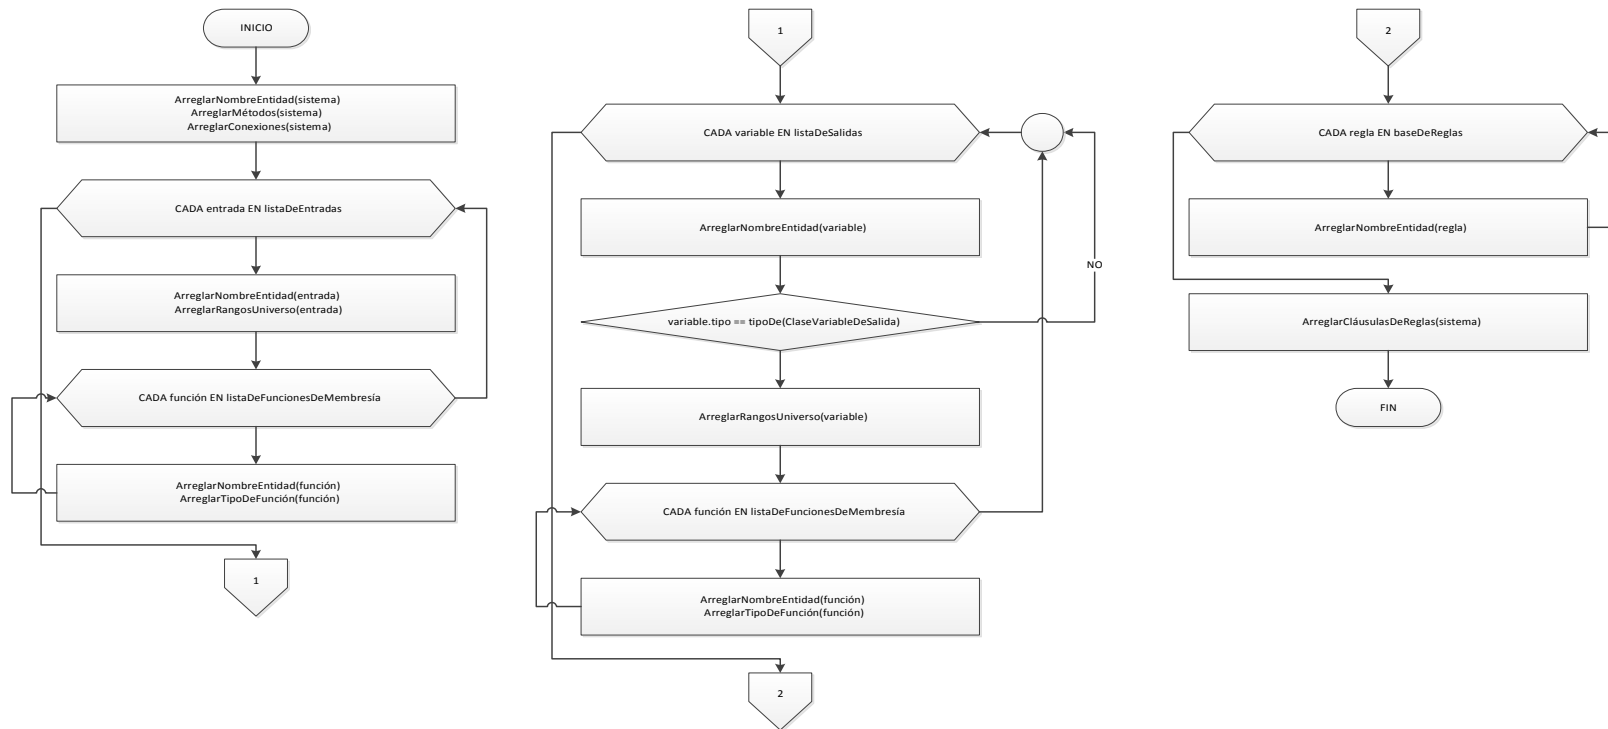 INICIO
ArreglarNombreEntidad(sistema)
ArreglarMétodos(sistema)
ArreglarConexiones(sistema)
CADA entrada EN listaDeEntradas
ArreglarNombreEntidad(entrada)
ArreglarRangosUniverso(entrada)
CADA función EN listaDeFuncionesDeMembresía
ArreglarNombreEntidad(función)
ArreglarTipoDeFunción(función)
1
1
CADA variable EN listaDeSalidas
ArreglarNombreEntidad(variable)
NO
variable.tipo == tipoDe(ClaseVariableDeSalida)
ArreglarRangosUniverso(variable)
CADA función EN listaDeFuncionesDeMembresía
ArreglarNombreEntidad(función)
ArreglarTipoDeFunción(función)
2
2
CADA regla EN baseDeReglas
ArreglarNombreEntidad(regla)
ArreglarCláusulasDeReglas(sistema)
FIN